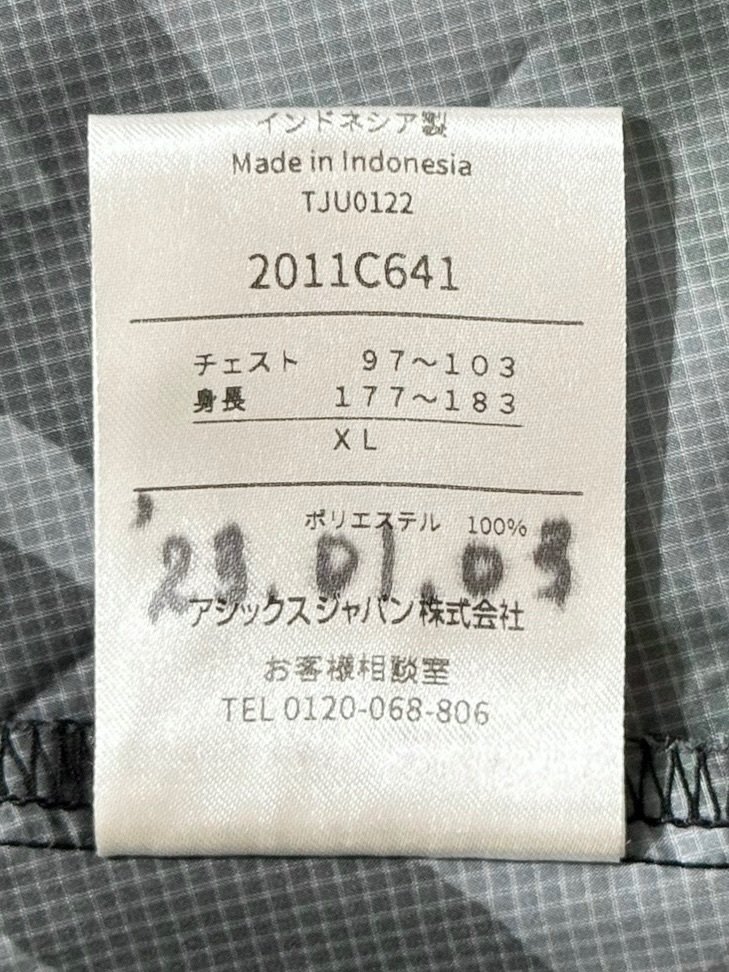 インドネシア製
Made in Indonesia
TJU0122
2011C641
チェスト 97～103
身長 177～183
XL
ポリエステル 100%
'23.01.03
アシックスジャパン株式会社
お客様相談室
TEL 0120-068-806